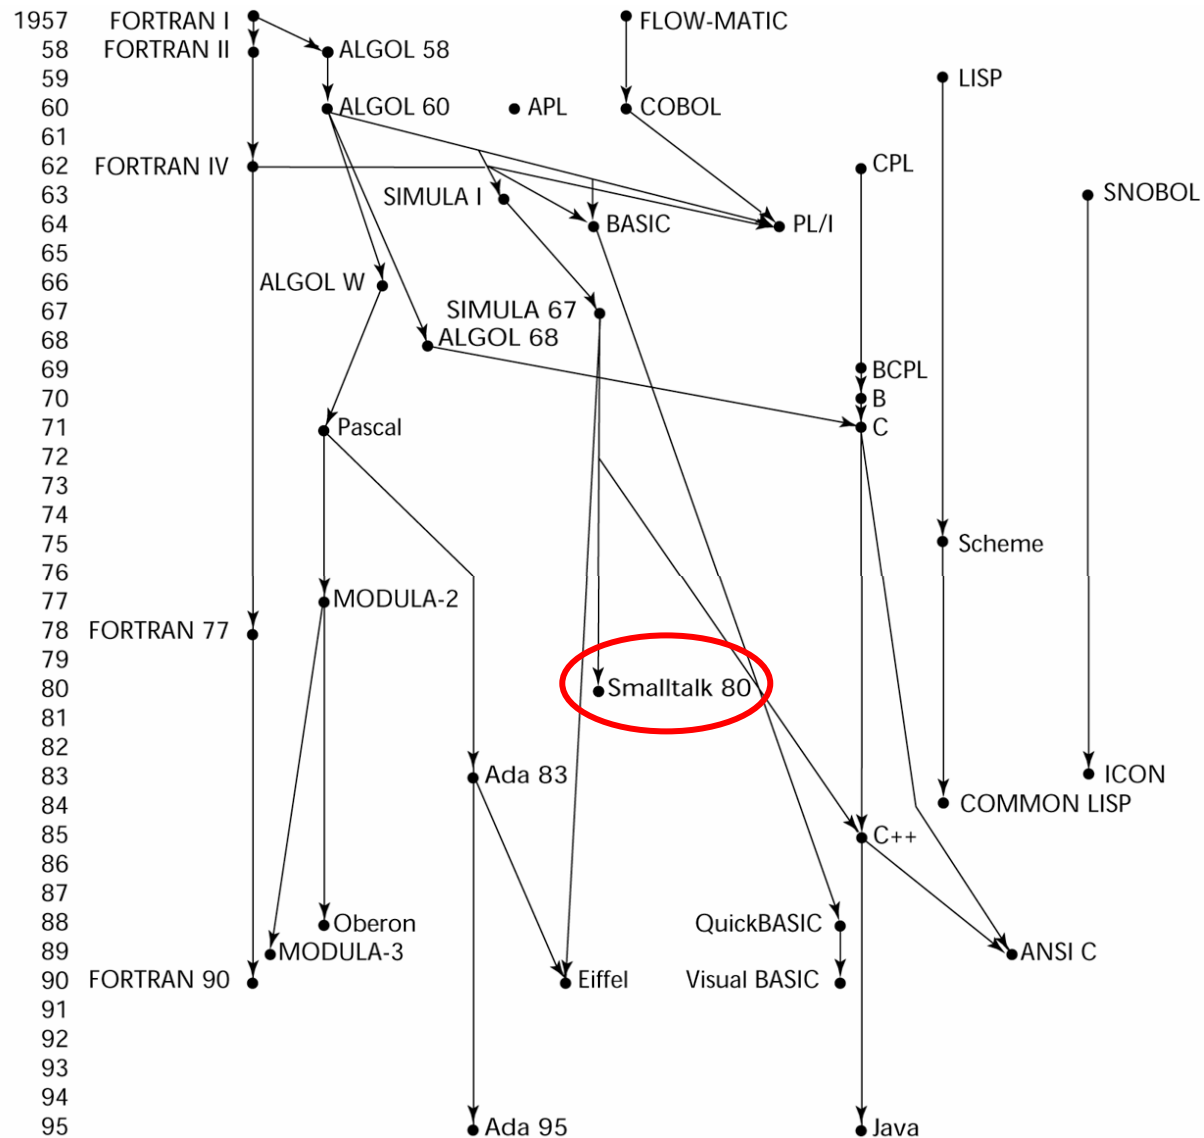 1957 FORTRAN I FLOW-MATIC
58 FORTRAN II ALGOL 58
59 LISP
60 ALGOL 60 APL COBOL
61
62 FORTRAN IV CPL
63 SIMULA I SNOBOL
64 BASIC PL/I
65
66 ALGOL W
67 SIMULA 67
68 ALGOL 68
69 BCPL
70 B
71 Pascal C
72
73
74
75 Scheme
76
77 MODULA-2
78 FORTRAN 77
79
80 Smalltalk 80
81
82
83 Ada 83 ICON
84 COMMON LISP
85 C++
86
87
88 Oberon QuickBASIC
89 MODULA-3 ANSI C
90 FORTRAN 90 Eiffel Visual BASIC
91
92
93
94
95 Ada 95 Java